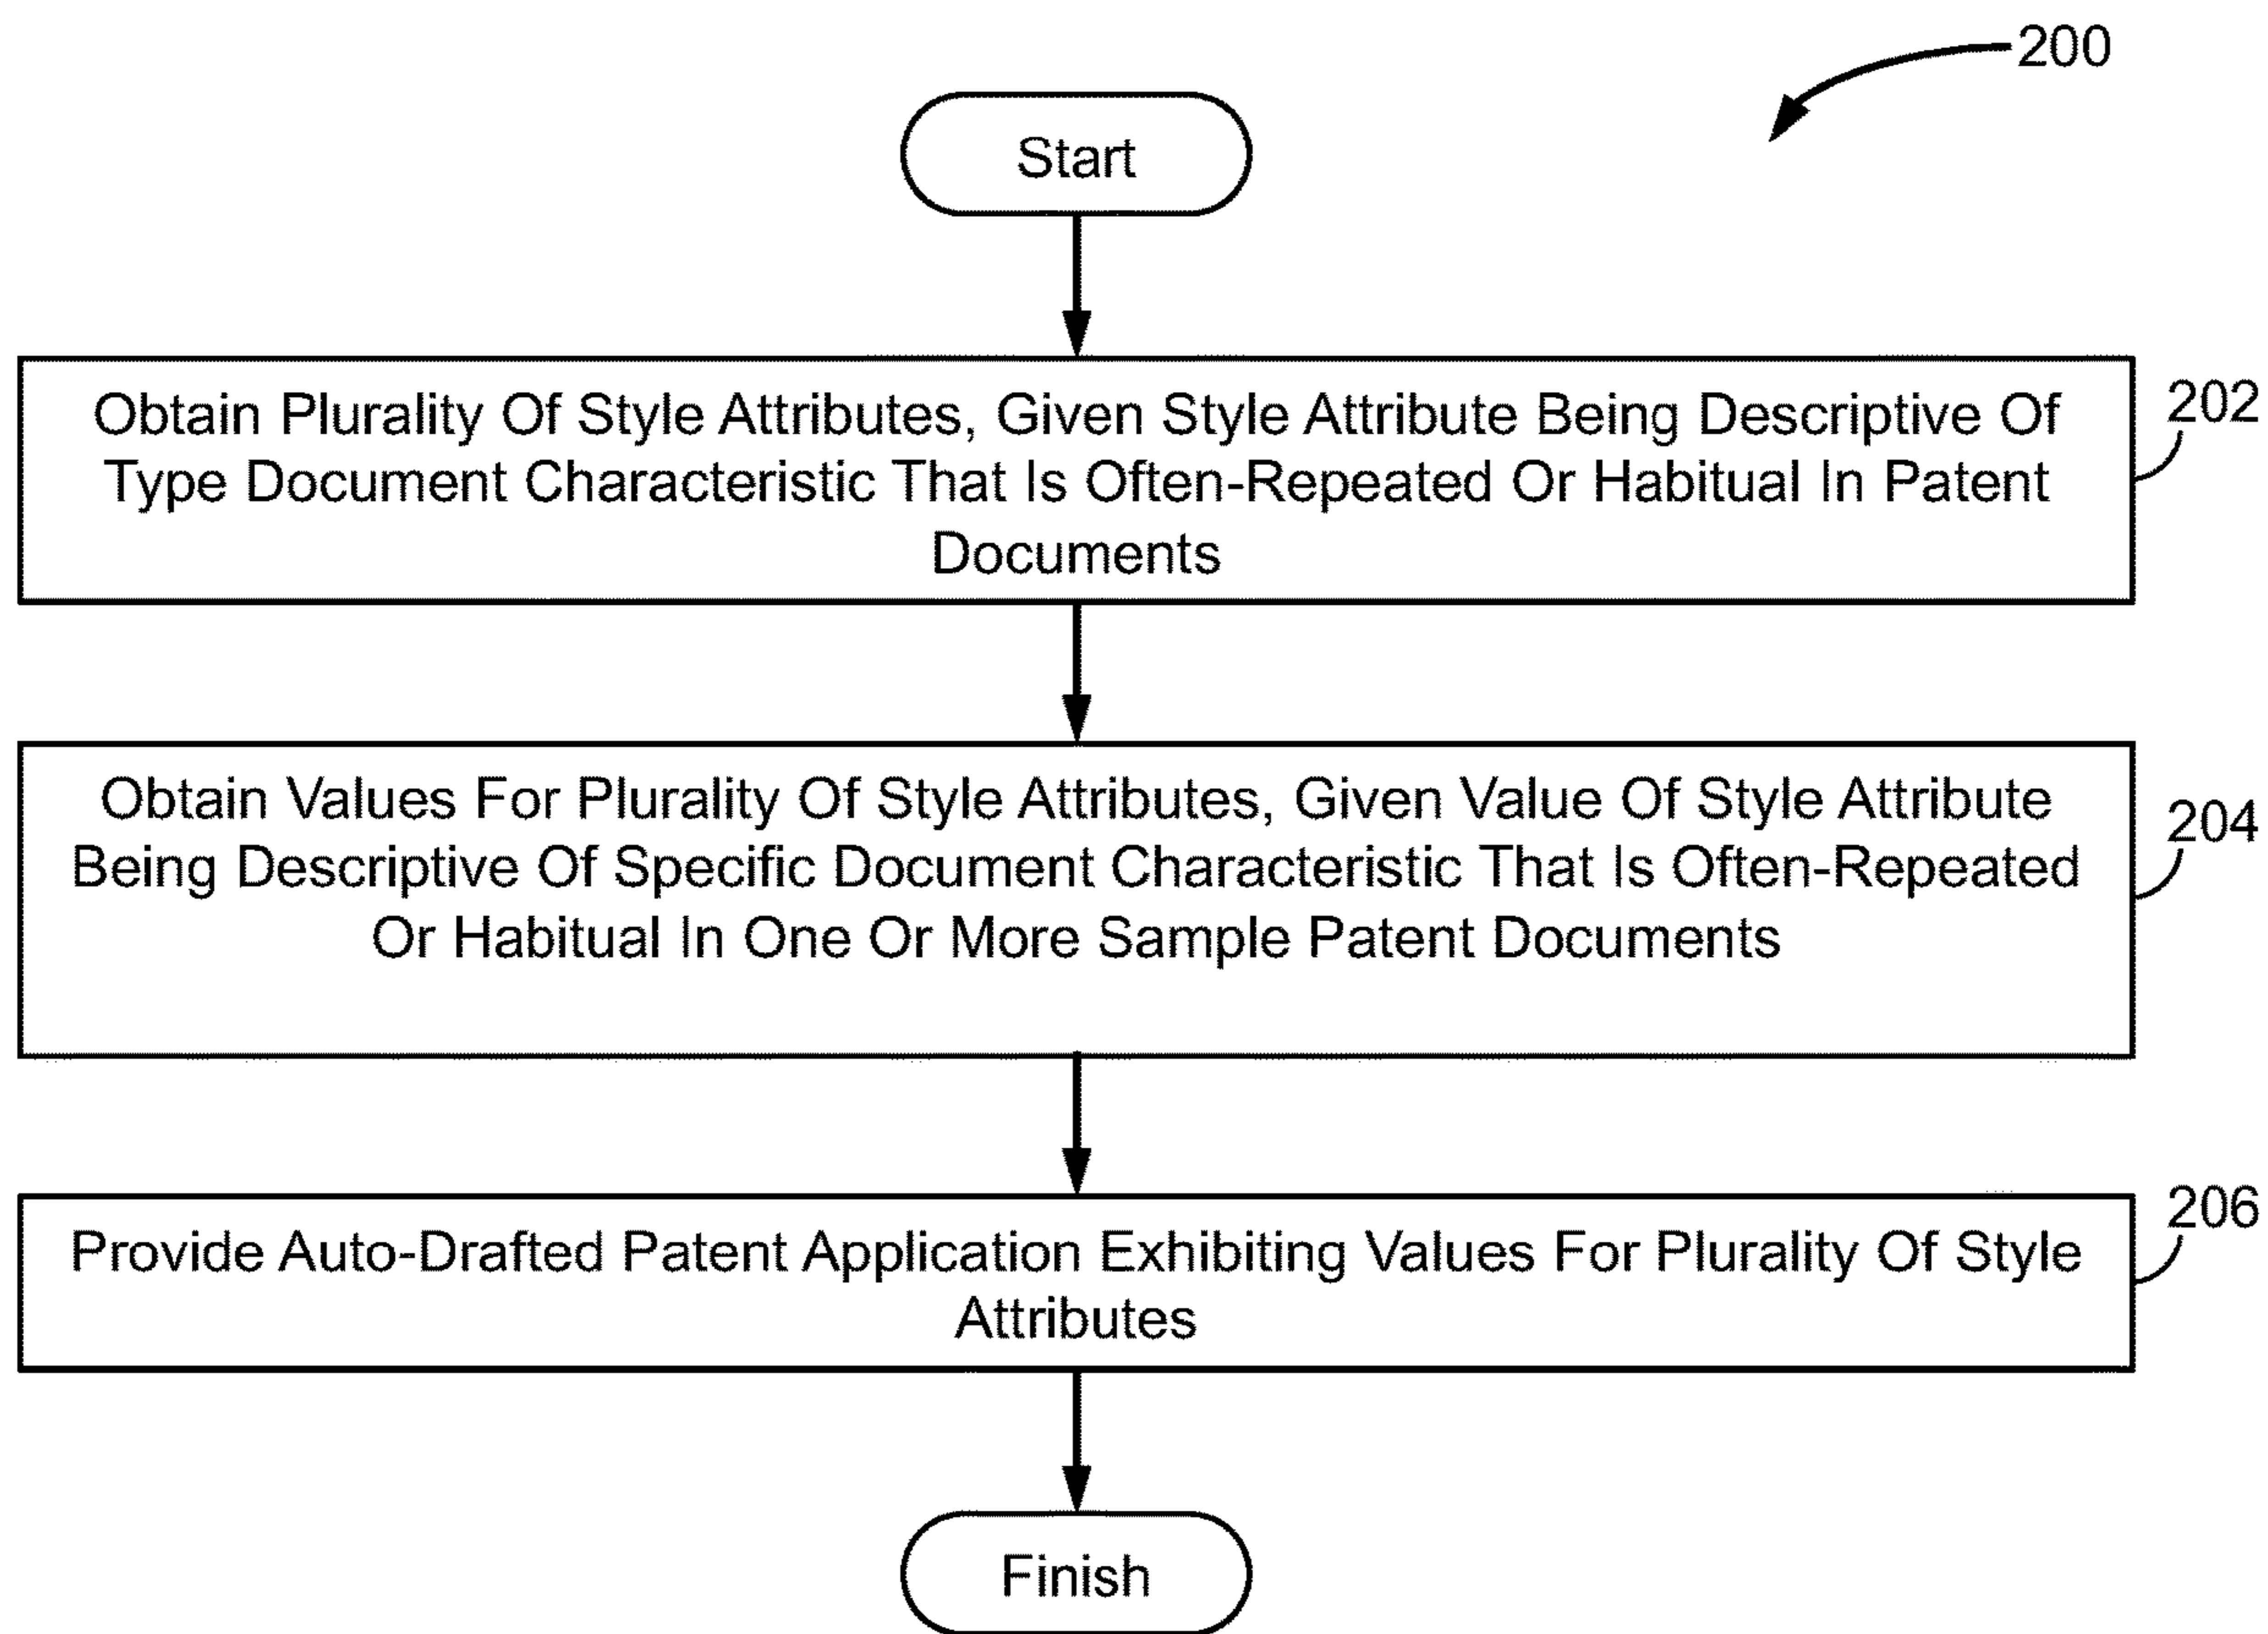 200
Start
Obtain Plurality Of Style Attributes, Given Style Attribute Being Descriptive Of
Type Document Characteristic That Is Often-Repeated Or Habitual In Patent
Documents
202
Obtain Values For Plurality Of Style Attributes, Given Value Of Style Attribute
Being Descriptive Of Specific Document Characteristic That Is Often-Repeated
Or Habitual In One Or More Sample Patent Documents
204
Provide Auto-Drafted Patent Application Exhibiting Values For Plurality Of Style
Attributes
206
Finish